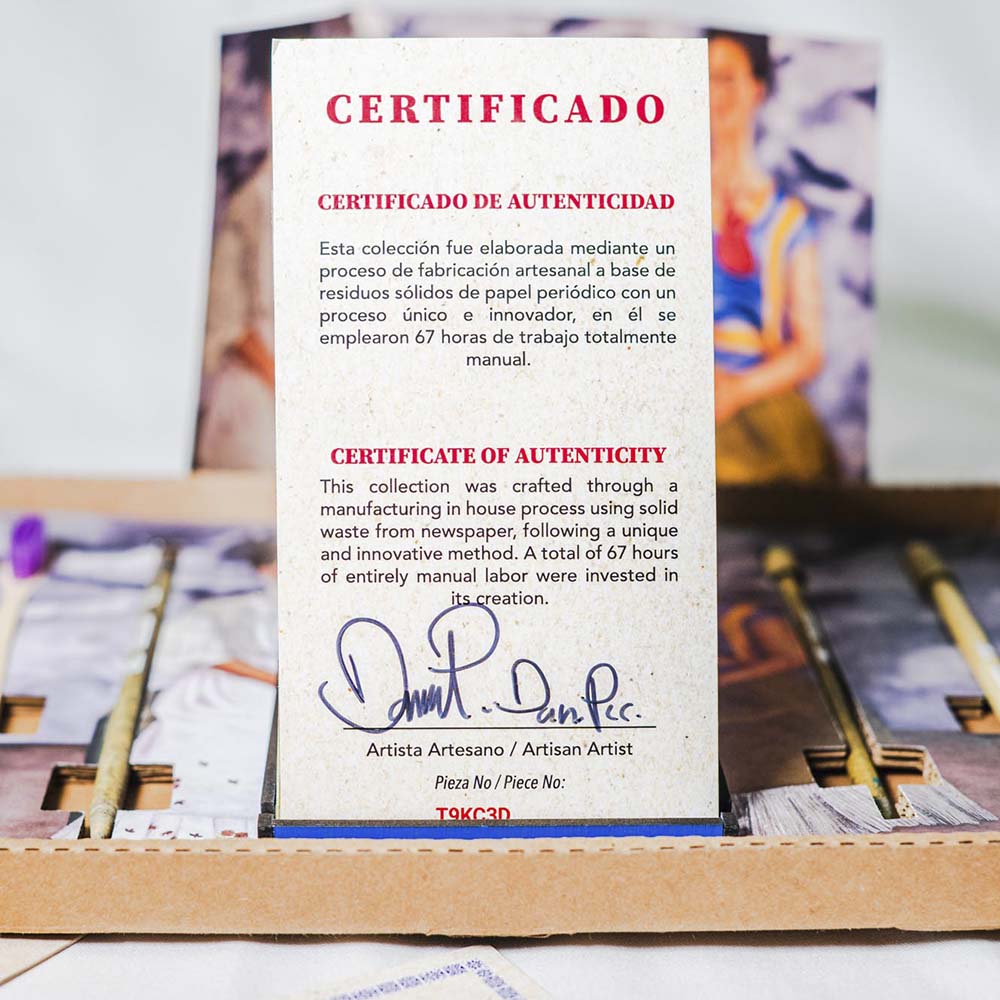 CERTIFICADO
CERTIFICADO DE AUTENTICIDAD
Esta colección fue elaborada mediante un
proceso de fabricación artesanal a base de
residuos sólidos de papel periódico con un
proceso único e innovador, en él se
emplearon 67 horas de trabajo totalmente
manual.
CERTIFICATE OF AUTENTICITY
This collection was crafted through a
manufacturing in house process using solid
waste from newspaper, following a unique
and innovative method. A total of 67 hours
of entirely manual labor were invested in
its creation.
Artista Artesano / Artisan Artist
Pieza No / Piece No:
T9KC3D